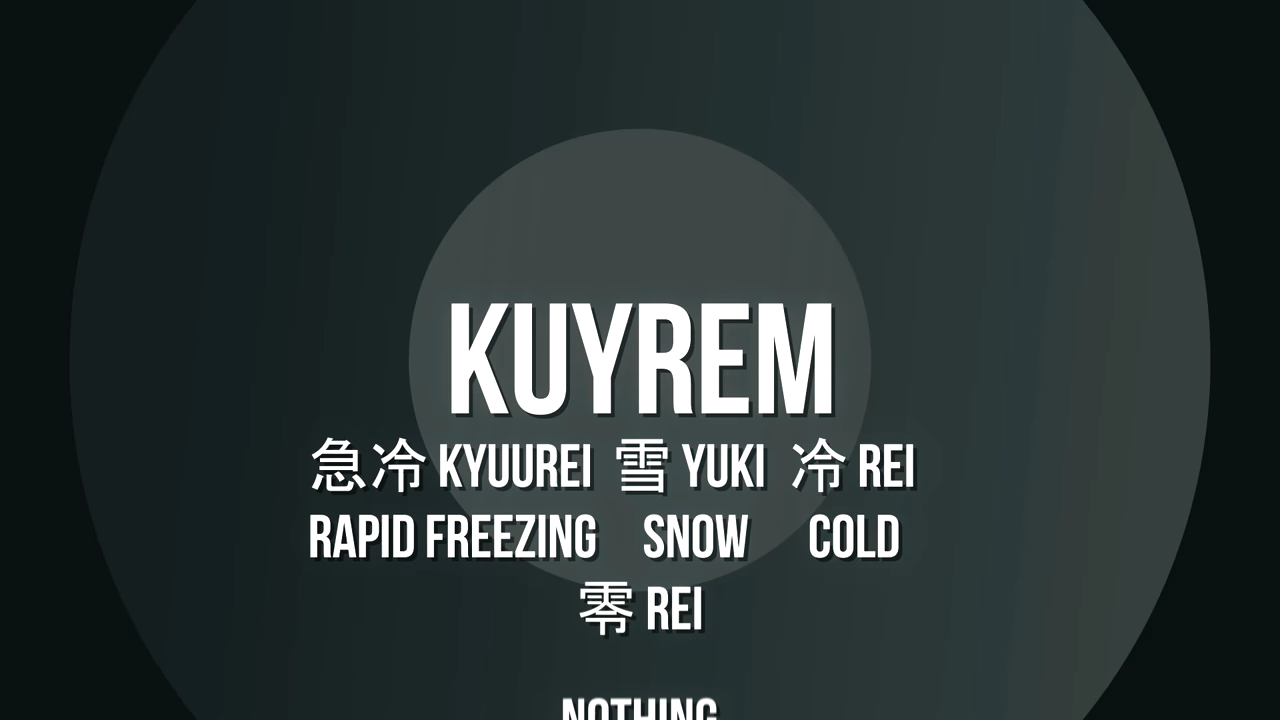 KUYREM
急冷 KYUUREI 雪 YUKI 冷 REI
RAPID FREEZING SNOW COLD
零 REI
NOTHING